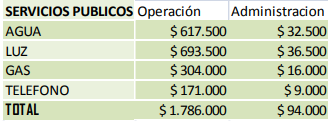 SERVICIOS PUBLICOS Operación Administracion
AGUA $ 617.500 $ 32.500
LUZ $ 693.500 $ 36.500
GAS $ 304.000 $ 16.000
TELEFONO $ 171.000 $ 9.000
TOTAL $ 1.786.000 $ 94.000